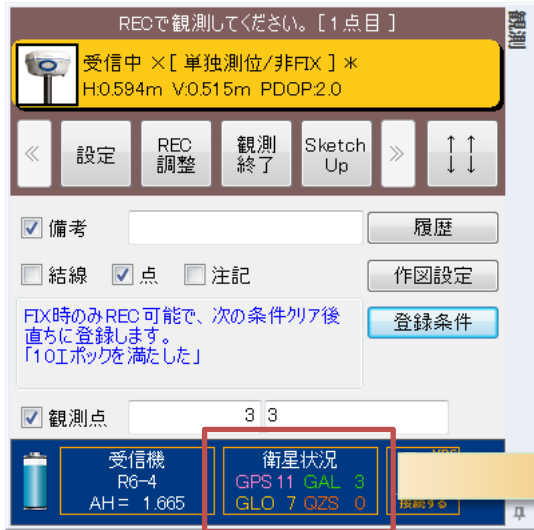 RECで観測してください。[1点目]
観測
受信中 ×[ 単独測位/非FIX ] *
H:0.594m V:0.515m PDOP:2.0
«
設定
REC
調整
観測
終了
Sketch
Up
»
↑↑
↓↓
備考
履歴
結線 点 注記
作図設定
FIX時のみREC可能で、次の条件クリア後
直ちに登録します。
「10エポックを満たした」
登録条件
観測点 3 3
受信機
R6-4
AH= 1.665
衛星状況
GPS 11 GAL 3
GLO 7 QZS 0
接続する